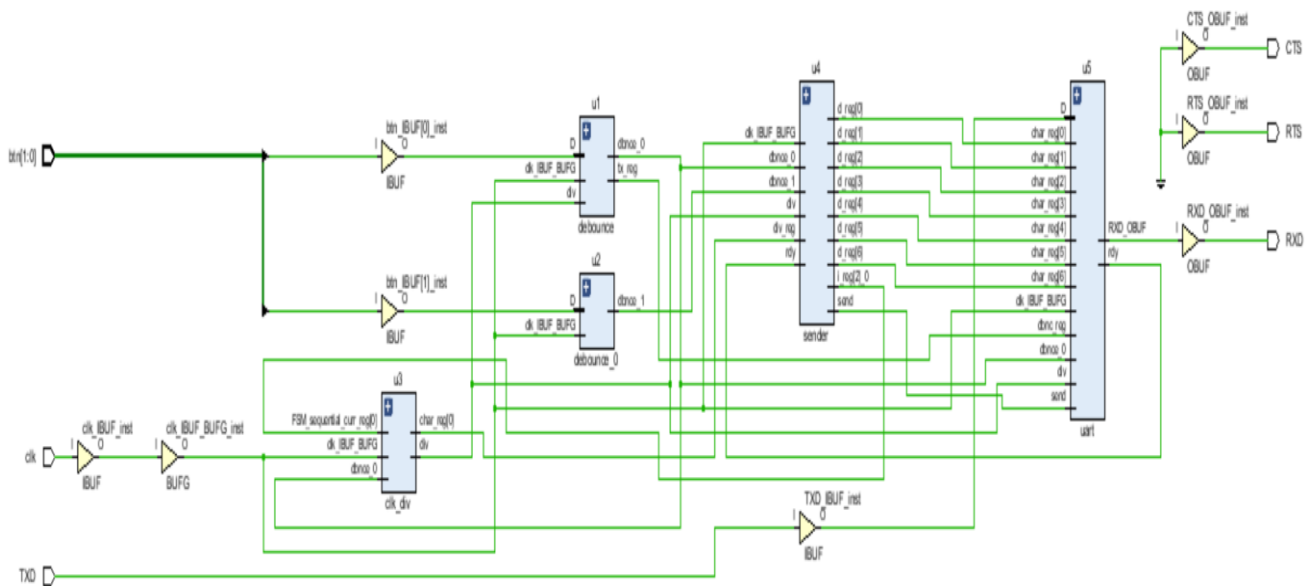 btn[1:0]
clk
TXD
btn_IBUF[0]_inst
I
O
IBUF
btn_IBUF[1]_inst
I
O
IBUF
clk_IBUF_inst
I
O
IBUF
clk_IBUF_BUFG_inst
I
O
BUFG
u1
D
clk_IBUF_BUFG
div
dbnce_0
tx_reg
debounce
u2
D
clk_IBUF_BUFG
dbnce_1
debounce_0
u3
FSM_sequential_curr_reg[0]
clk_IBUF_BUFG
dbnce_0
char_reg[0]
div
clk_div
u4
clk_IBUF_BUFG
dbnce_0
dbnce_1
div
div_reg
rdy
d_reg[0]
d_reg[1]
d_reg[2]
d_reg[3]
d_reg[4]
d_reg[5]
d_reg[6]
i_reg[2]_0
send
sender
TXD_IBUF_inst
I
O
IBUF
u5
D
char_reg[0]
char_reg[1]
char_reg[2]
char_reg[3]
char_reg[4]
char_reg[5]
char_reg[6]
clk_IBUF_BUFG
dbnc_reg
dbnce_0
div
send
RXD_OBUF
rdy
uart
CTS_OBUF_inst
I
O
OBUF
CTS
RTS_OBUF_inst
I
O
OBUF
RTS
RXD_OBUF_inst
I
O
OBUF
RXD